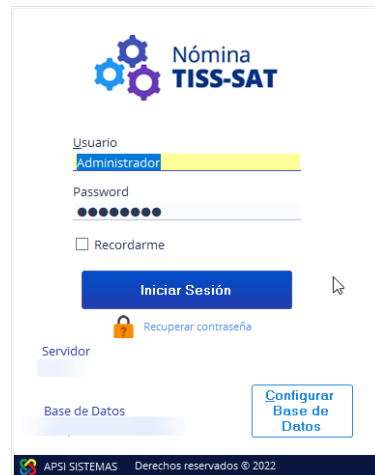 Nómina
TISS-SAT
Usuario
Administrador
Password
Recordarme
Iniciar Sesión
?
Recuperar contraseña
Servidor
Base de Datos
Configurar
Base de
Datos
APSI SISTEMAS Derechos reservados © 2022